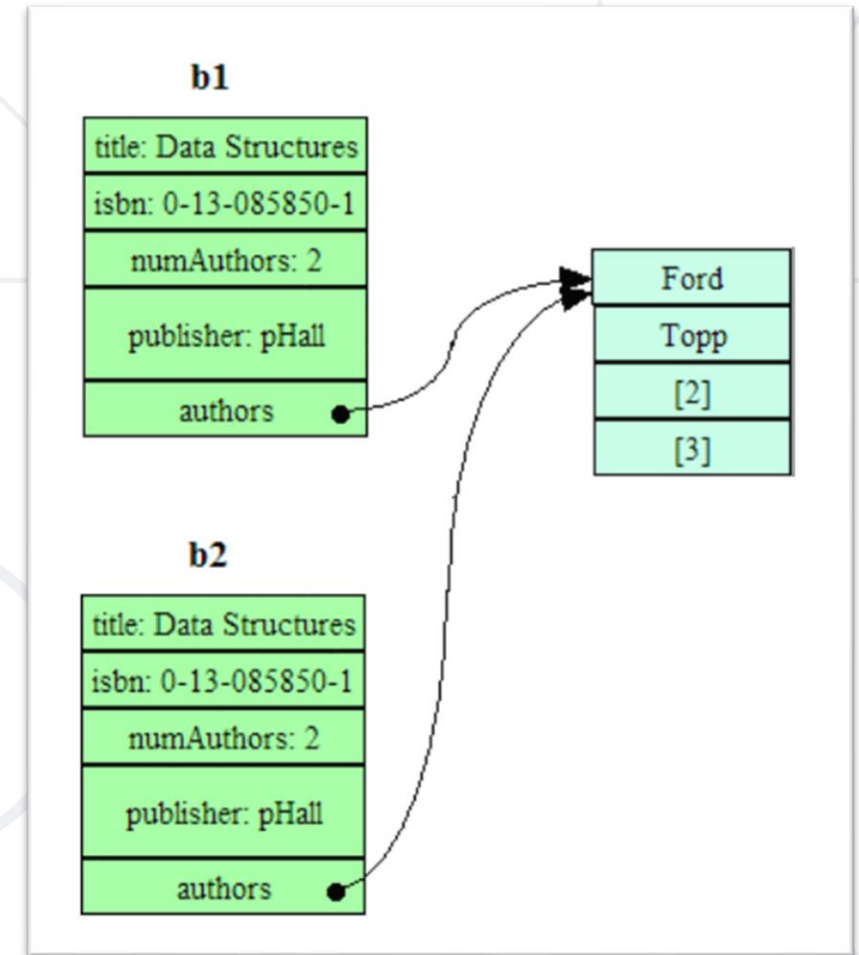 b1
title: Data Structures
isbn: 0-13-085850-1
numAuthors: 2
publisher: pHall
authors
Ford
Topp
[2]
[3]
b2
title: Data Structures
isbn: 0-13-085850-1
numAuthors: 2
publisher: pHall
authors